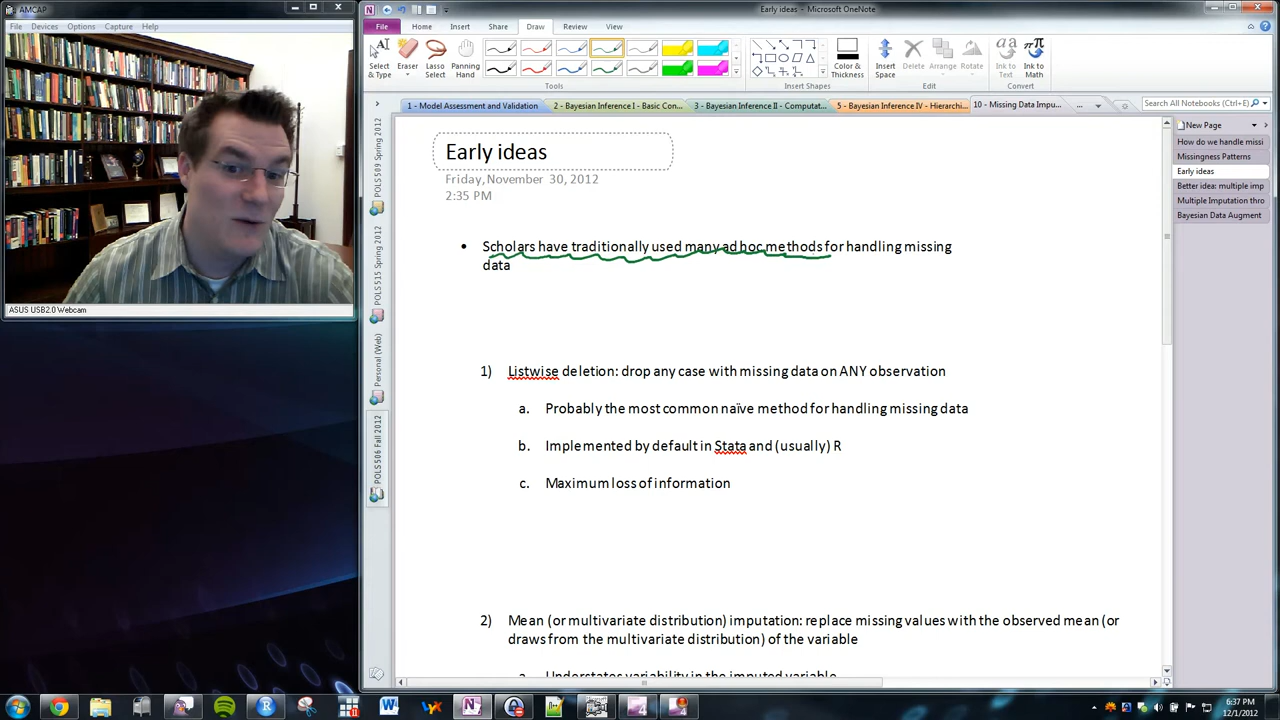 AMCAP
File Devices Options Capture Help
ASUS USB2.0 Webcam
Early ideas - Microsoft OneNote
File Home Insert Share Draw Review View
Select & Type
Eraser
Lasso Select
Panning Hand
Color & Thickness
Insert Space
Delete
Arrange
Rotate
Ink to Text
Ink to Math
Tools
Insert Shapes
Edit
Convert
1 - Model Assessment and Validation
2 - Bayesian Inference I - Basic Con...
3 - Bayesian Inference II - Computat...
5 - Bayesian Inference IV - Hierarchi...
10 - Missing Data Impu...
...
Search All Notebooks (Ctrl+E)
POLS 509 Spring 2012
POLS 515 Spring 2012
Personal (Web)
POLS 506 Fall 2012
Early ideas
Friday, November 30, 2012
2:35 PM
• Scholars have traditionally used many ad hoc methods for handling missing
data
1) Listwise deletion: drop any case with missing data on ANY observation
a. Probably the most common naïve method for handling missing data
b. Implemented by default in Stata and (usually) R
c. Maximum loss of information
2) Mean (or multivariate distribution) imputation: replace missing values with the observed mean (or
draws from the multivariate distribution) of the variable
a. Understates variability in the imputed variable
New Page
How do we handle missi
Missingness Patterns
Early ideas
Better idea: multiple imp
Multiple Imputation thro
Bayesian Data Augment
6:37 PM
12/1/2012